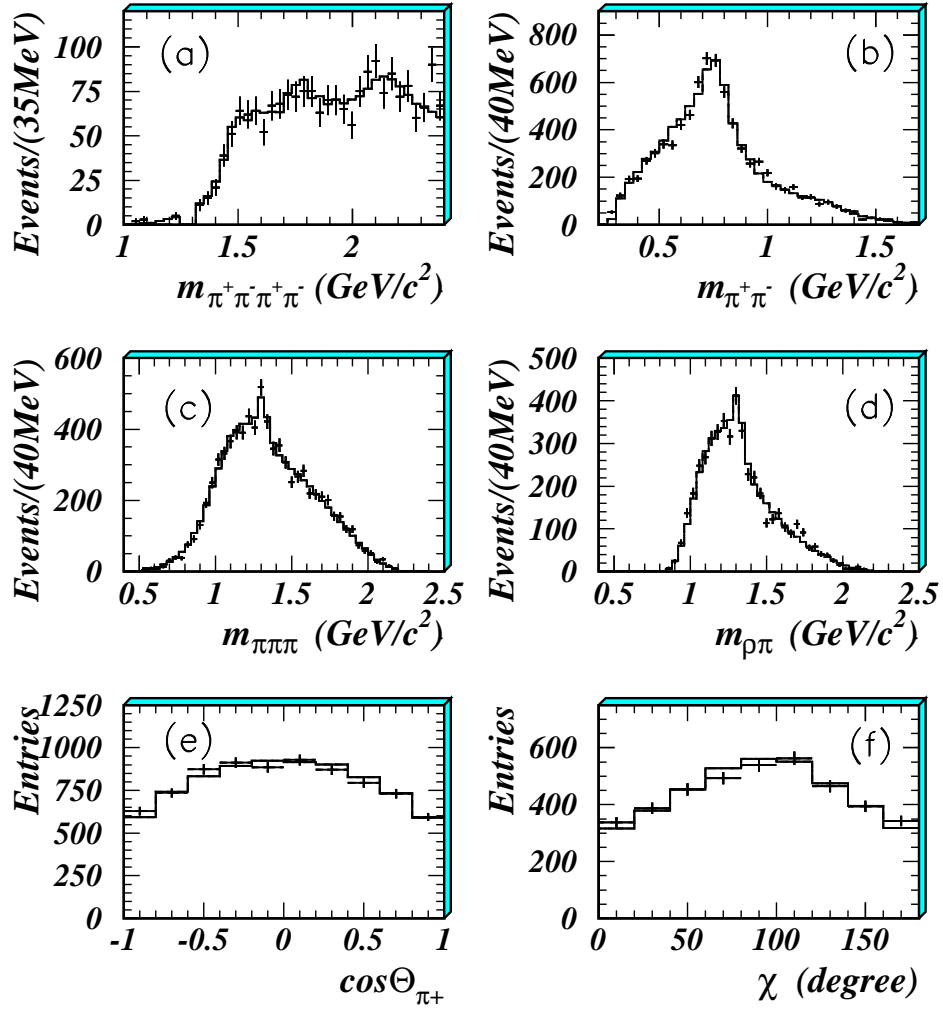 (a)
Events/(35MeV)
100
75
50
25
0
1 1.5 2
m π⁺π⁻π⁺π⁻ (GeV/c²)
(b)
Events/(40MeV)
800
600
400
200
0
0.5 1 1.5
m π⁺π⁻ (GeV/c²)
(c)
Events/(40MeV)
600
400
200
0
0.5 1 1.5 2 2.5
m πππ (GeV/c²)
(d)
Events/(40MeV)
500
400
300
200
100
0
0.5 1 1.5 2 2.5
m ρπ (GeV/c²)
(e)
Entries
1250
1000
750
500
250
0
-1 -0.5 0 0.5 1
cosΘ π+
(f)
Entries
600
400
200
0
0 50 100 150
χ (degree)